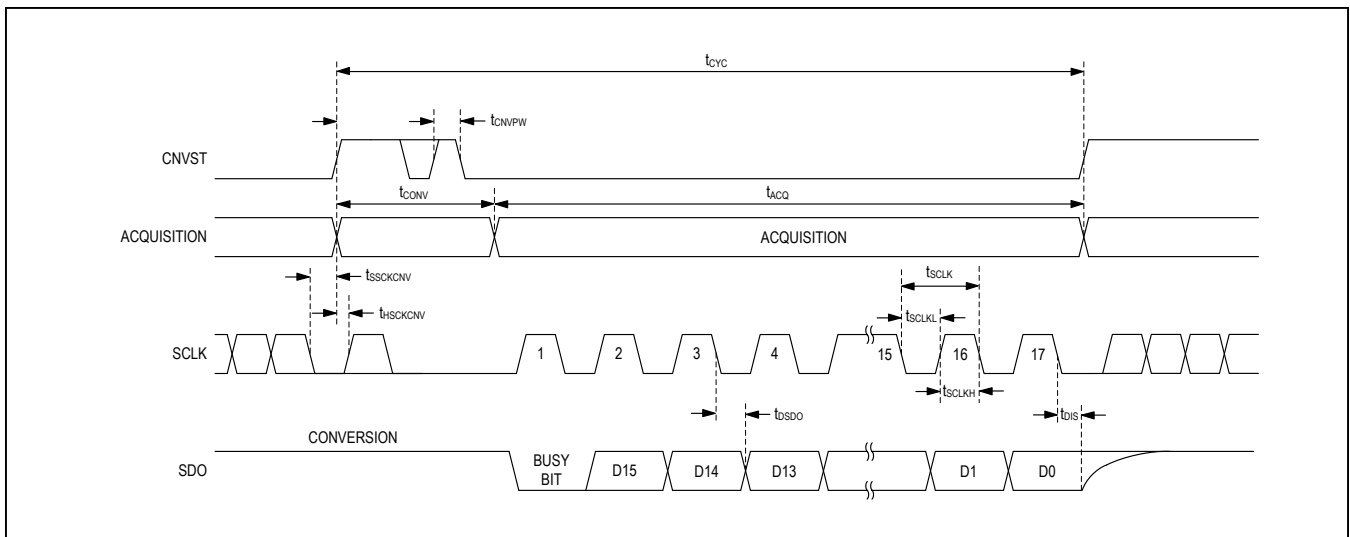 tCYC
tCNVPW
CNVST
tCONV
tACQ
ACQUISITION
ACQUISITION
tSSCKCNV
tHSCKCNV
tSCLK
tSCLKL
SCLK
1
2
3
4
15
16
17
tSCLKH
tDSDO
tDIS
CONVERSION
SDO
BUSY
BIT
D15
D14
D13
D1
D0